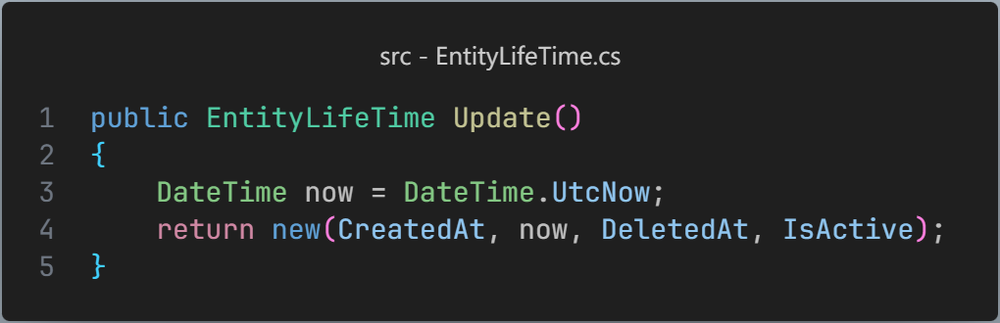 src - EntityLifeTime.cs
1 public EntityLifeTime Update()
2 {
3     DateTime now = DateTime.UtcNow;
4     return new(CreatedAt, now, DeletedAt, IsActive);
5 }